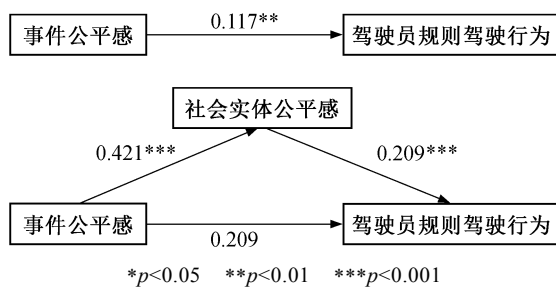 0.117**
事件公平感 驾驶员规则驾驶行为
社会实体公平感
0.421*** 0.209***
事件公平感 驾驶员规则驾驶行为
0.209
*p<0.05 **p<0.01 ***p<0.001